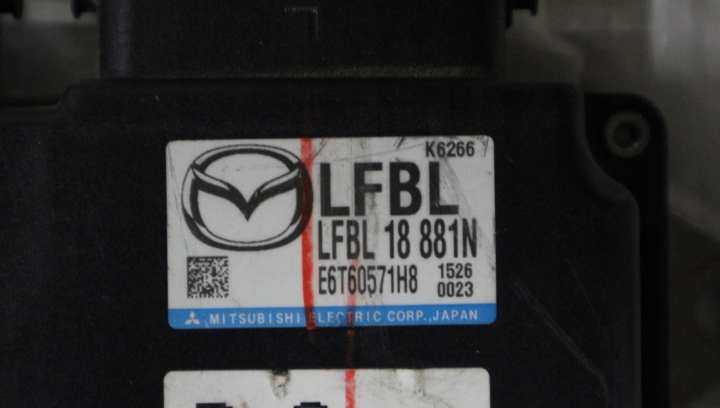 K6266
LFBL
LFBL 18 881N
E6T60571H8 1526
0023
MITSUBISHI ELECTRIC CORP.,JAPAN